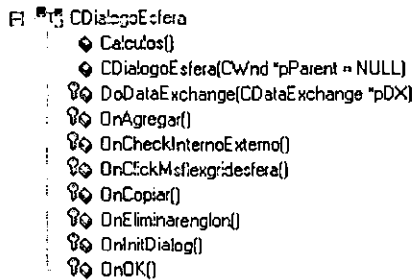 CDialogoEsfera
Calculos()
CDialogoEsfera(CWnd *pParent = NULL)
DoDataExchange(CDataExchange *pDX)
OnAgregar()
OnCheckInternoExterno()
OnClickMsflexgridesfera()
OnCopiar()
OnEliminarenglon()
OnInitDialog()
OnOK()